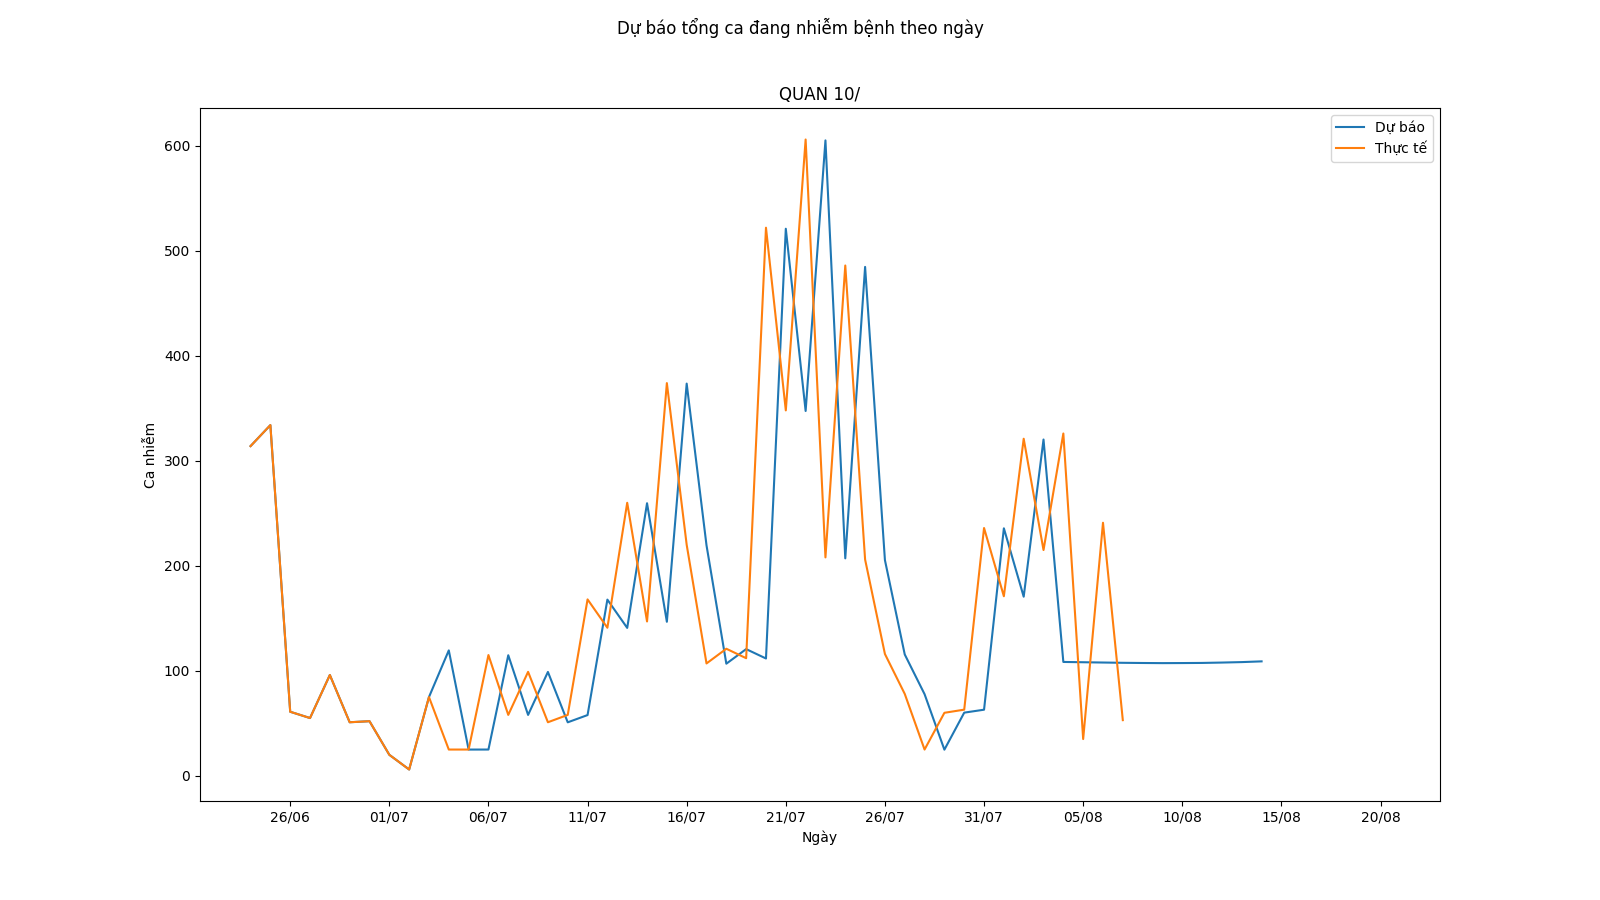 Dự báo tổng ca đang nhiễm bệnh theo ngày
QUAN 10/
Dự báo
Thực tế
600
500
400
300
200
100
0
Ca nhiễm
26/06 01/07 06/07 11/07 16/07 21/07 26/07 31/07 05/08 10/08 15/08 20/08
Ngày